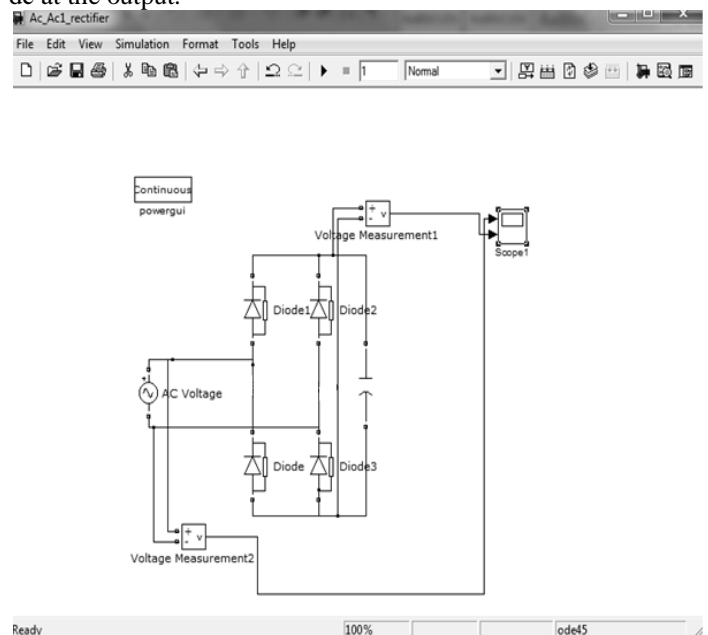 de at the output.
Ac_Ac1_rectifier
File Edit View Simulation Format Tools Help
1 Normal
Continuous
powergui
+
- v
Voltage Measurement1
Scope1
Diode1 Diode2
+
AC Voltage
Diode Diode3
+
- v
Voltage Measurement2
Ready 100% ode45